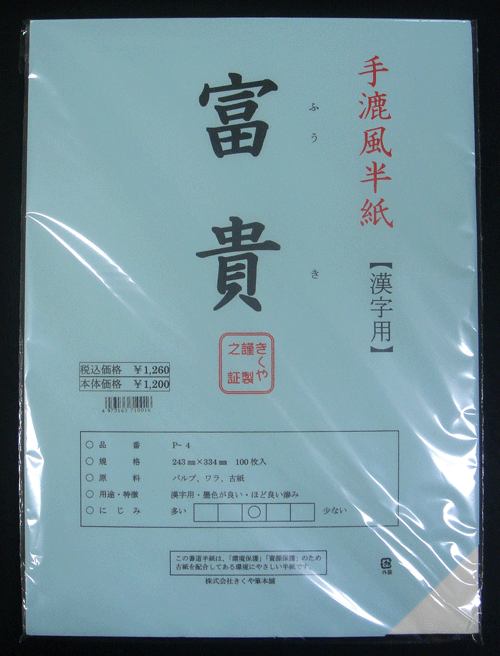 手漉風半紙
【漢字用】
富貴
ふうき
きくや
謹製
之証
税込価格 ¥1,260
本体価格 ¥1,200
○品番 P-4
○規格 243㎜×334㎜ 100枚入
○原料 パルプ、ワラ、古紙
○用途・特徴 漢字用・墨色が良い・ほど良い滲み
○にじみ 多い ○ 少ない
この書道半紙は、「環境保護」「資源保護」のため
古紙を配合してある環境にやさしい半紙です。
株式会社きくや筆本舗
外装